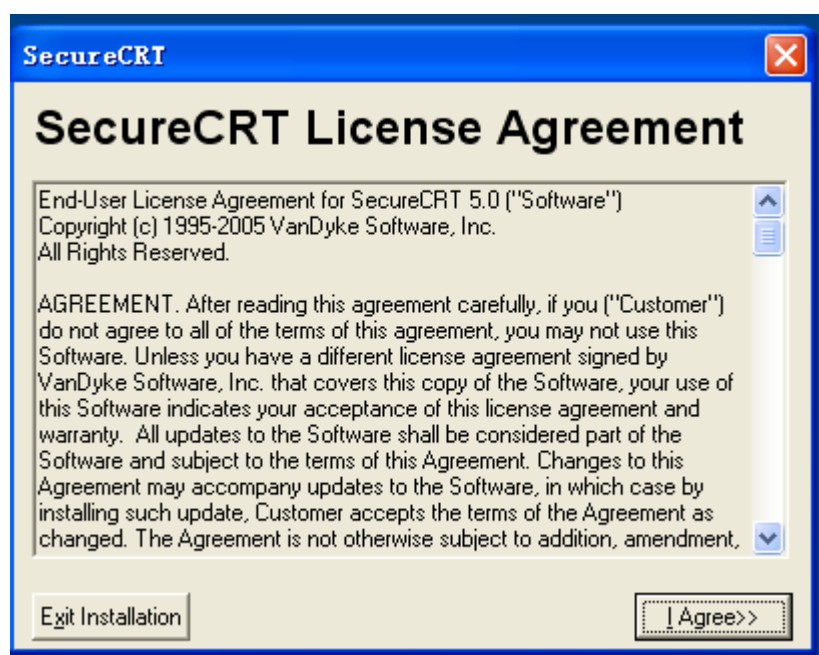 SecureCRT
SecureCRT License Agreement
End-User License Agreement for SecureCRT 5.0 ("Software")
Copyright (c) 1995-2005 VanDyke Software, Inc.
All Rights Reserved.
AGREEMENT. After reading this agreement carefully, if you ("Customer")
do not agree to all of the terms of this agreement, you may not use this
Software. Unless you have a different license agreement signed by
VanDyke Software, Inc. that covers this copy of the Software, your use of
this Software indicates your acceptance of this license agreement and
warranty.  All updates to the Software shall be considered part of the
Software and subject to the terms of this Agreement. Changes to this
Agreement may accompany updates to the Software, in which case by
installing such update, Customer accepts the terms of the Agreement as
changed. The Agreement is not otherwise subject to addition, amendment,
Exit Installation
I Agree>>